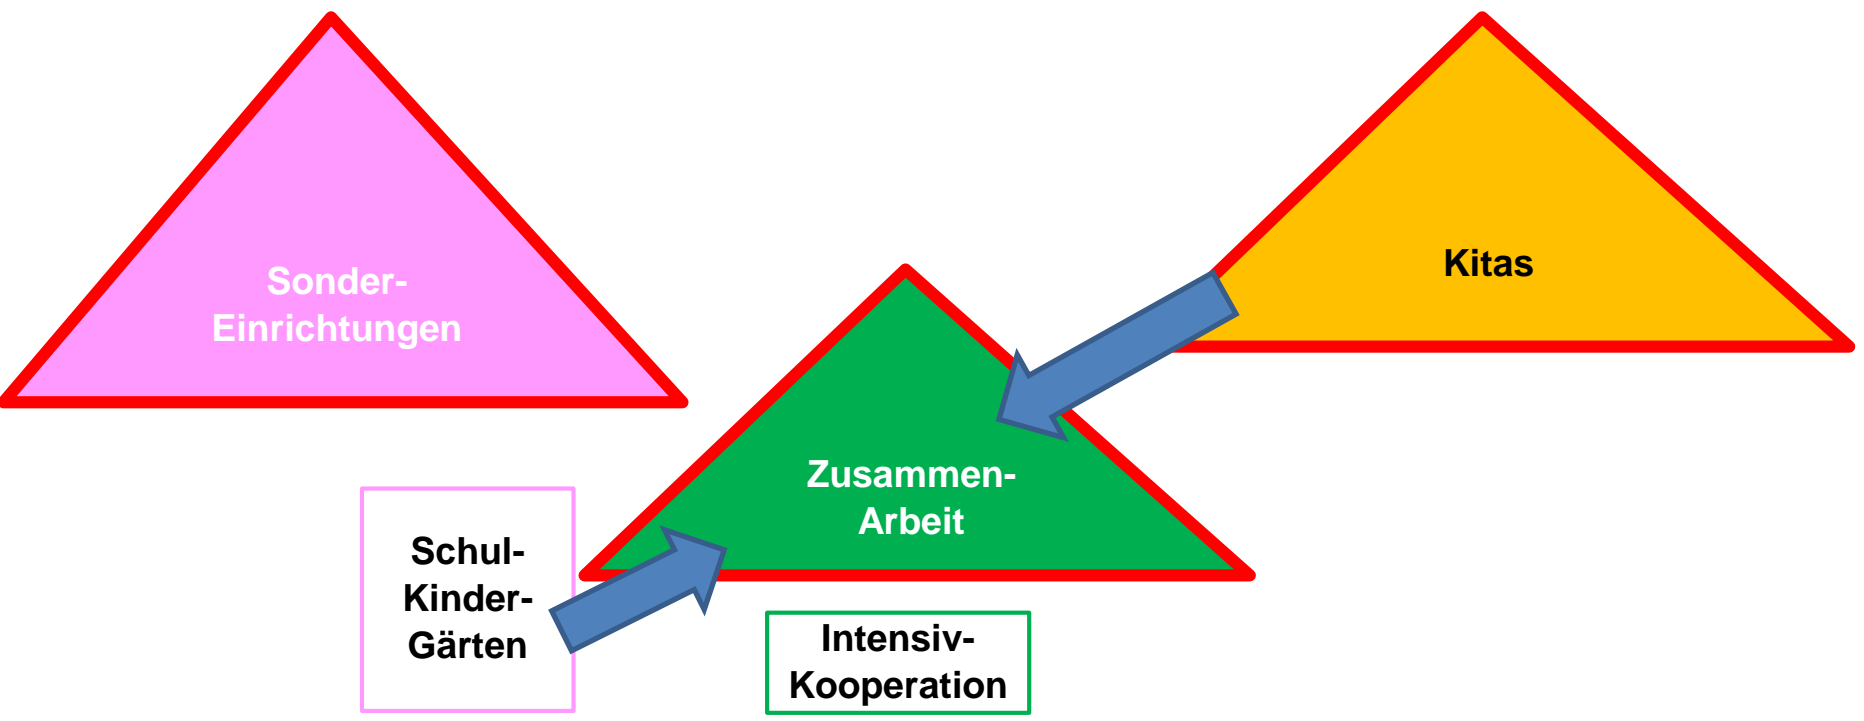 Sonder-
Einrichtungen
Kitas
Zusammen-
Arbeit
Schul-
Kinder-
Gärten
Intensiv-
Kooperation